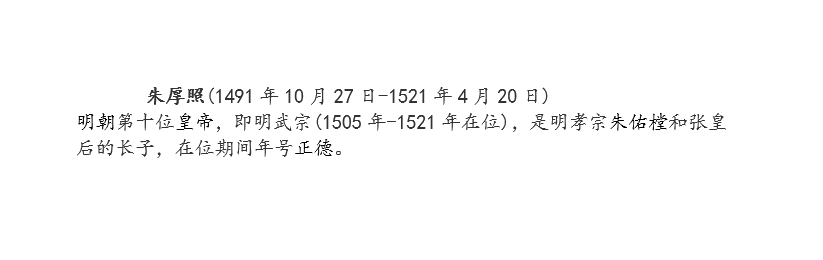 朱厚照(1491 年 10 月 27 日-1521 年 4 月 20 日)
明朝第十位皇帝，即明武宗(1505 年-1521 年在位)，是明孝宗朱佑樘和张皇
后的长子，在位期间年号正德。